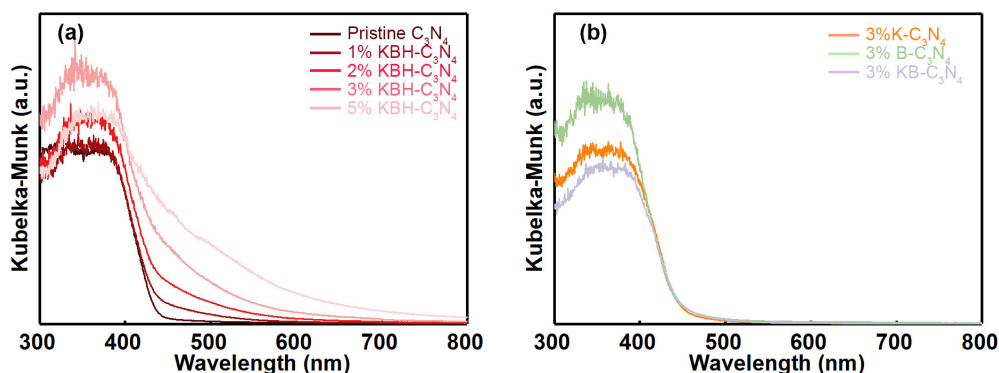 (a)
Pristine C₃N₄
1% KBH-C₃N₄
2% KBH-C₃N₄
3% KBH-C₃N₄
5% KBH-C₃N₄
Kubelka-Munk (a.u.)
300 400 500 600 700 800
Wavelength (nm)
(b)
3%K-C₃N₄
3% B-C₃N₄
3% KB-C₃N₄
Kubelka-Munk (a.u.)
300 400 500 600 700 800
Wavelength (nm)